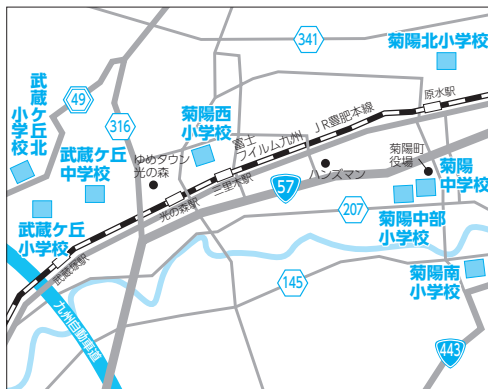 341
菊陽北
小学校
原水駅
武蔵ケ丘北
小学校
49
316
菊陽西
小学校
富士
フイルム九州
JR豊肥本線
武蔵ケ丘
中学校
ゆめタウン
光の森
三里木駅
ハンズマン
菊陽町
役場
菊陽
中学校
57
207
光の森駅
菊陽中部
小学校
武蔵ケ丘
小学校
武蔵塚駅
145
菊陽南
小学校
九州自動車道
443